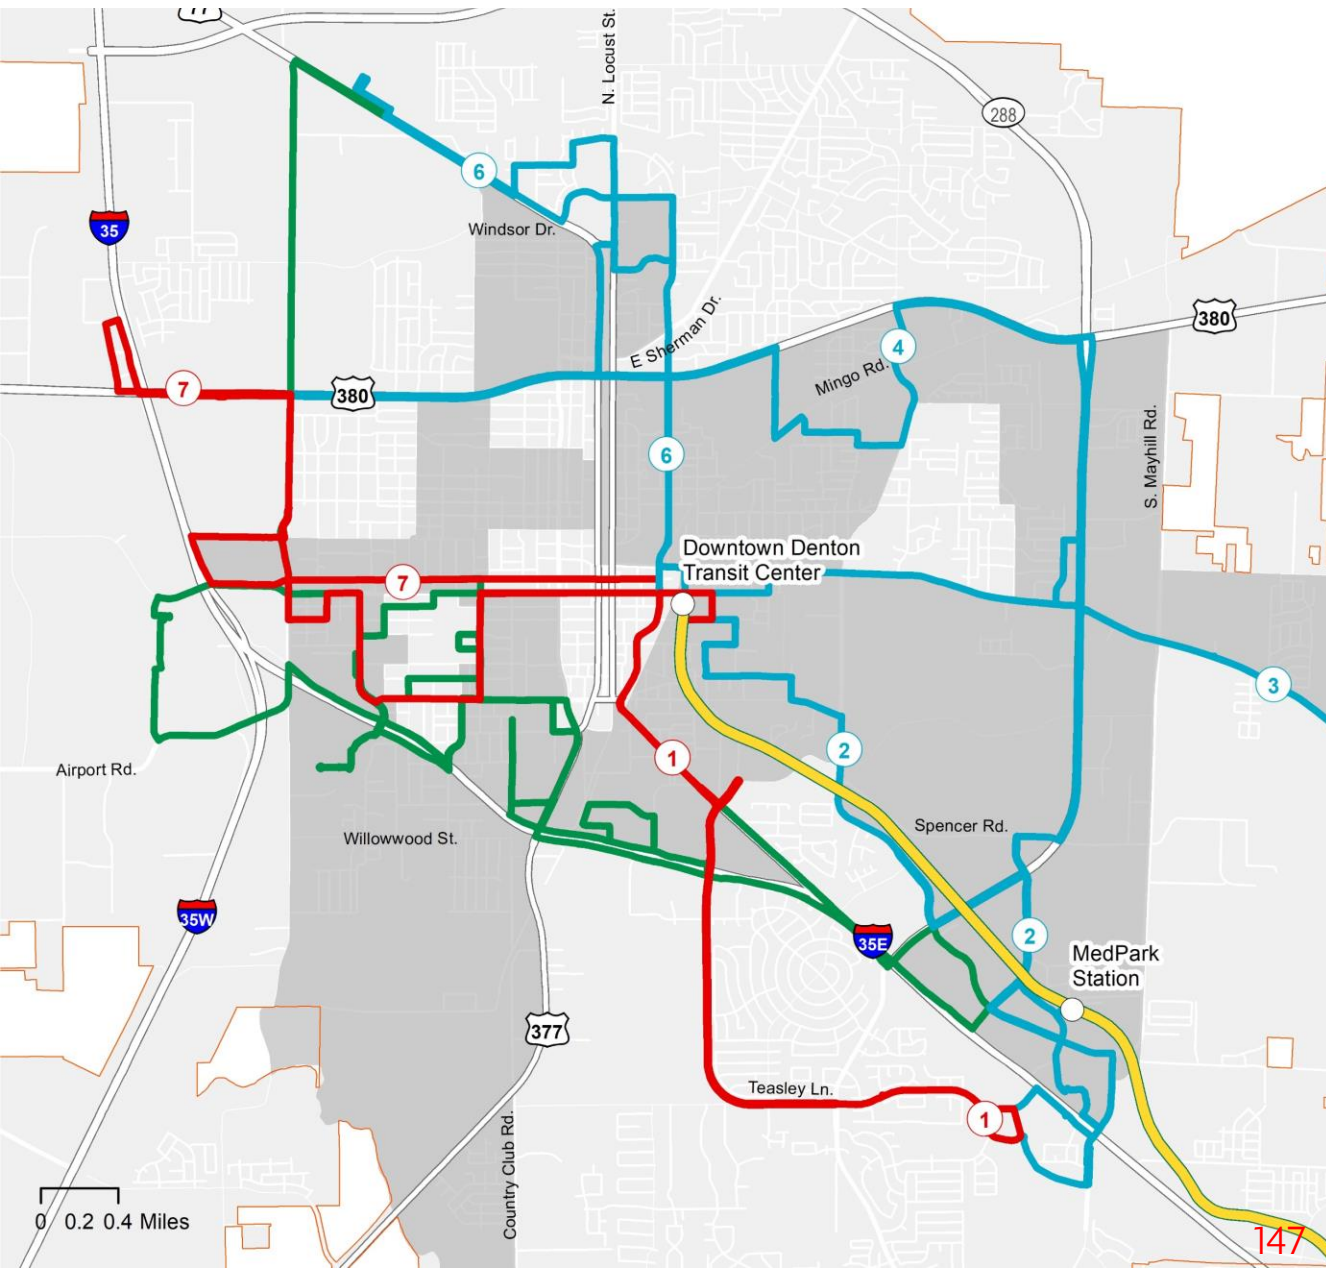 77
N. Locust St.
288
6
35
Windsor Dr.
380
E Sherman Dr.
4
Mingo Rd.
7
380
S. Mayhill Rd.
6
Downtown Denton
Transit Center
7
3
2
1
Airport Rd.
Spencer Rd.
Willowwood St.
35W
35E
2
MedPark
Station
377
Teasley Ln.
1
Country Club Rd.
0 0.2 0.4 Miles
147